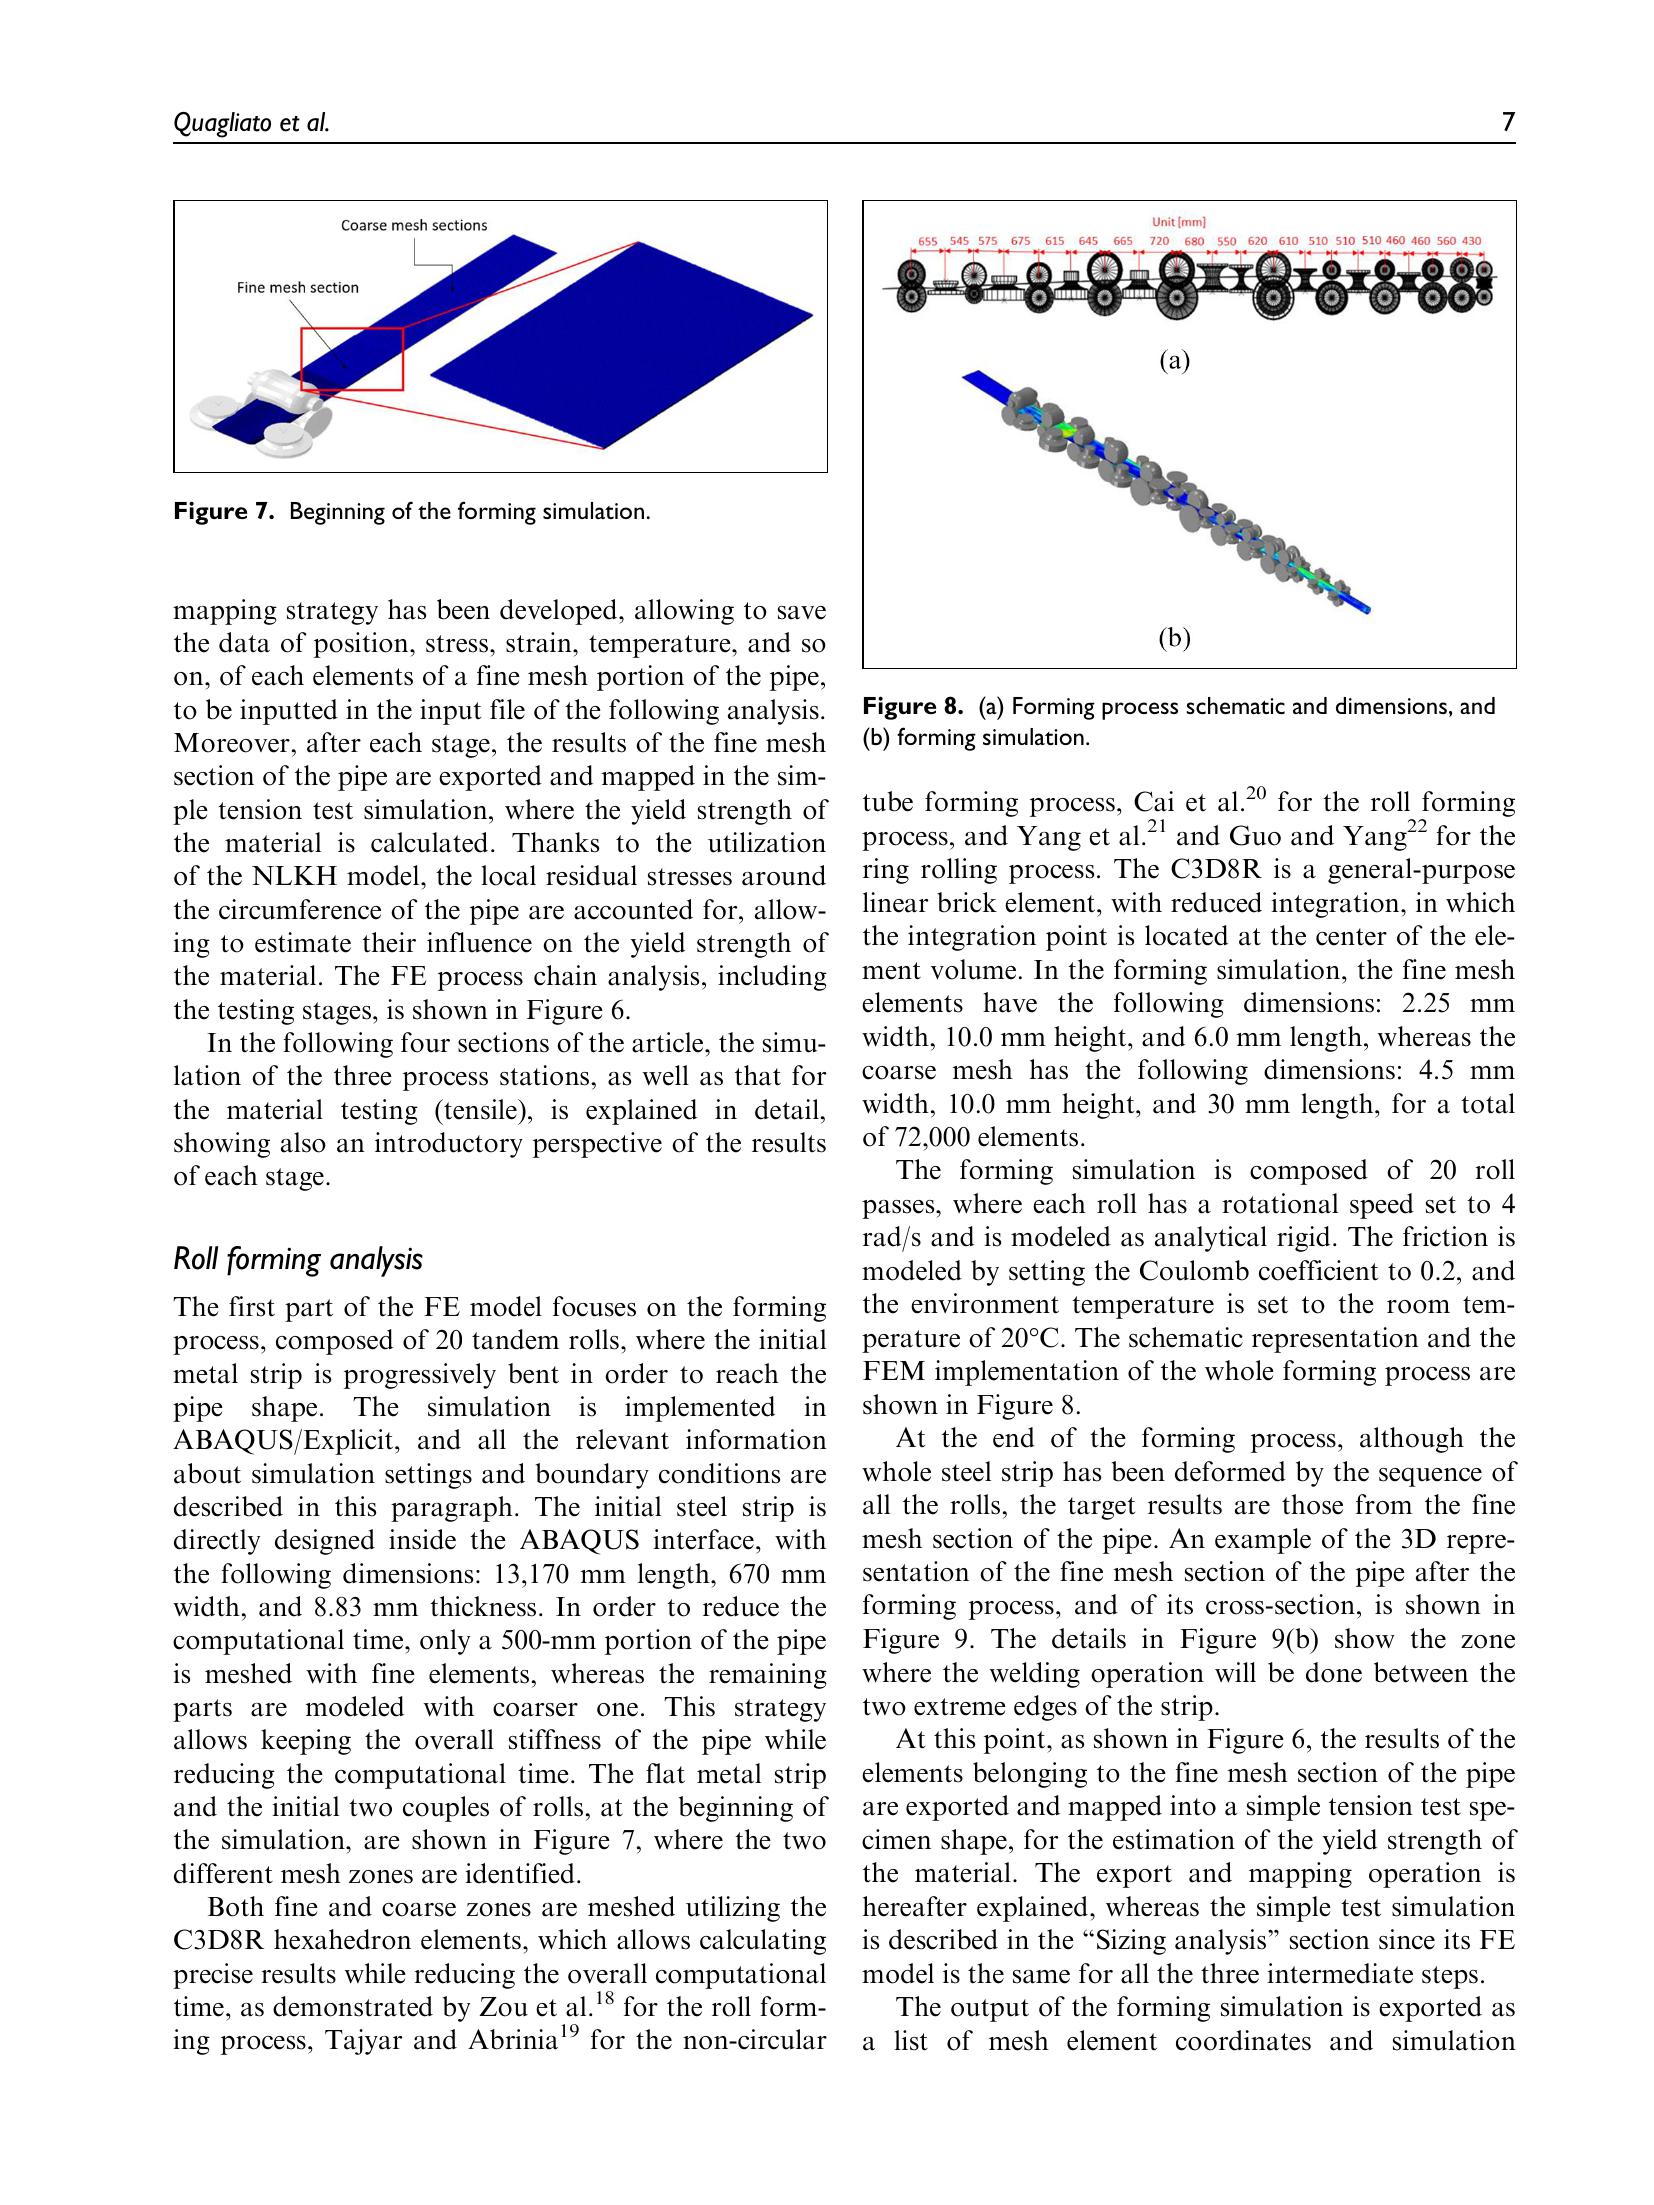 Quagliato et al.
7
Coarse mesh sections
Fine mesh section
Figure 7. Beginning of the forming simulation.
mapping strategy has been developed, allowing to save
the data of position, stress, strain, temperature, and so
on, of each elements of a fine mesh portion of the pipe,
to be inputted in the input file of the following analysis.
Moreover, after each stage, the results of the fine mesh
section of the pipe are exported and mapped in the sim-
ple tension test simulation, where the yield strength of
the material is calculated. Thanks to the utilization
of the NLKH model, the local residual stresses around
the circumference of the pipe are accounted for, allow-
ing to estimate their influence on the yield strength of
the material. The FE process chain analysis, including
the testing stages, is shown in Figure 6.
In the following four sections of the article, the simu-
lation of the three process stations, as well as that for
the material testing (tensile), is explained in detail,
showing also an introductory perspective of the results
of each stage.
Roll forming analysis
The first part of the FE model focuses on the forming
process, composed of 20 tandem rolls, where the initial
metal strip is progressively bent in order to reach the
pipe shape. The simulation is implemented in
ABAQUS/Explicit, and all the relevant information
about simulation settings and boundary conditions are
described in this paragraph. The initial steel strip is
directly designed inside the ABAQUS interface, with
the following dimensions: 13,170 mm length, 670 mm
width, and 8.83 mm thickness. In order to reduce the
computational time, only a 500-mm portion of the pipe
is meshed with fine elements, whereas the remaining
parts are modeled with coarser one. This strategy
allows keeping the overall stiffness of the pipe while
reducing the computational time. The flat metal strip
and the initial two couples of rolls, at the beginning of
the simulation, are shown in Figure 7, where the two
different mesh zones are identified.
Both fine and coarse zones are meshed utilizing the
C3D8R hexahedron elements, which allows calculating
precise results while reducing the overall computational
time, as demonstrated by Zou et al.18 for the roll form-
ing process, Tajyar and Abrinia19 for the non-circular
Unit [mm]
655 545 575 675 615 645 665 720 680 550 620 610 510 510 510 460 460 560 430
(a)
(b)
Figure 8. (a) Forming process schematic and dimensions, and
(b) forming simulation.
tube forming process, Cai et al.20 for the roll forming
process, and Yang et al.21 and Guo and Yang22 for the
ring rolling process. The C3D8R is a general-purpose
linear brick element, with reduced integration, in which
the integration point is located at the center of the ele-
ment volume. In the forming simulation, the fine mesh
elements have the following dimensions: 2.25 mm
width, 10.0 mm height, and 6.0 mm length, whereas the
coarse mesh has the following dimensions: 4.5 mm
width, 10.0 mm height, and 30 mm length, for a total
of 72,000 elements.
The forming simulation is composed of 20 roll
passes, where each roll has a rotational speed set to 4
rad/s and is modeled as analytical rigid. The friction is
modeled by setting the Coulomb coefficient to 0.2, and
the environment temperature is set to the room tem-
perature of 20°C. The schematic representation and the
FEM implementation of the whole forming process are
shown in Figure 8.
At the end of the forming process, although the
whole steel strip has been deformed by the sequence of
all the rolls, the target results are those from the fine
mesh section of the pipe. An example of the 3D repre-
sentation of the fine mesh section of the pipe after the
forming process, and of its cross-section, is shown in
Figure 9. The details in Figure 9(b) show the zone
where the welding operation will be done between the
two extreme edges of the strip.
At this point, as shown in Figure 6, the results of the
elements belonging to the fine mesh section of the pipe
are exported and mapped into a simple tension test spe-
cimen shape, for the estimation of the yield strength of
the material. The export and mapping operation is
hereafter explained, whereas the simple test simulation
is described in the “Sizing analysis” section since its FE
model is the same for all the three intermediate steps.
The output of the forming simulation is exported as
a list of mesh element coordinates and simulation